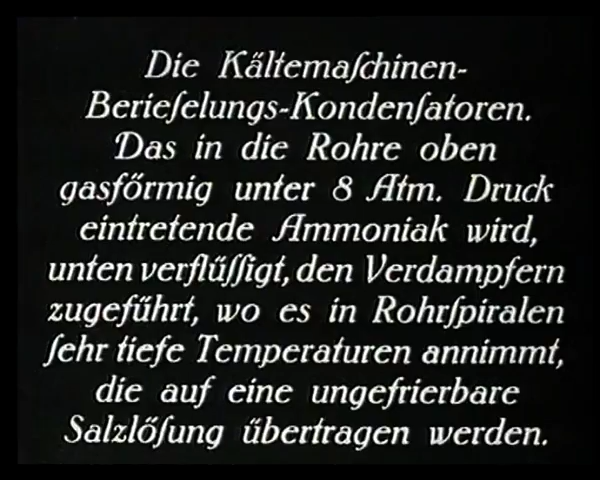 Die Kältemaſchinen-
Berieſelungs-Kondenſatoren.
Das in die Rohre oben
gasförmig unter 8 Atm. Druck
eintretende Ammoniak wird,
unten verflüſſigt, den Verdampfern
zugeführt, wo es in Rohrſpiralen
ſehr tiefe Temperaturen annimmt,
die auf eine ungefrierbare
Salzlöſung übertragen werden.